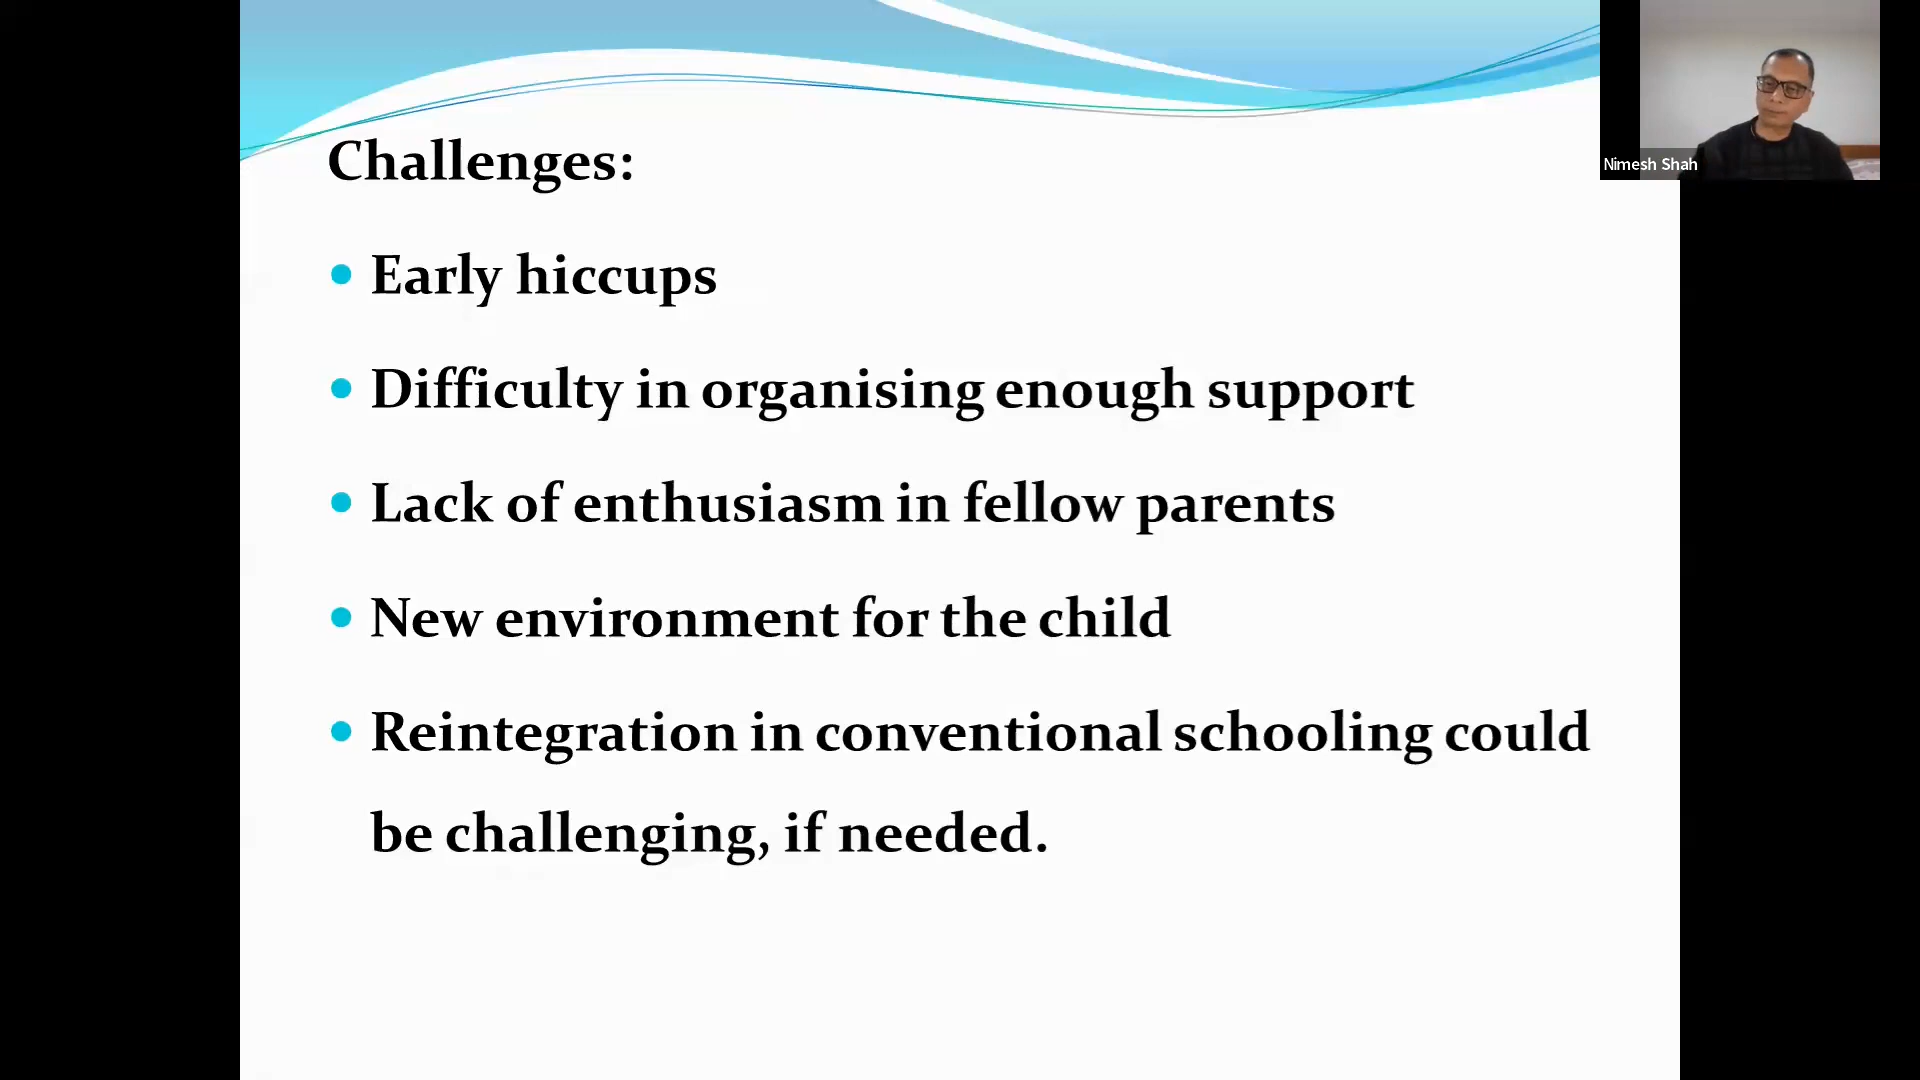 Nimesh Shah
Challenges:
• Early hiccups
• Difficulty in organising enough support
• Lack of enthusiasm in fellow parents
• New environment for the child
• Reintegration in conventional schooling could
be challenging, if needed.